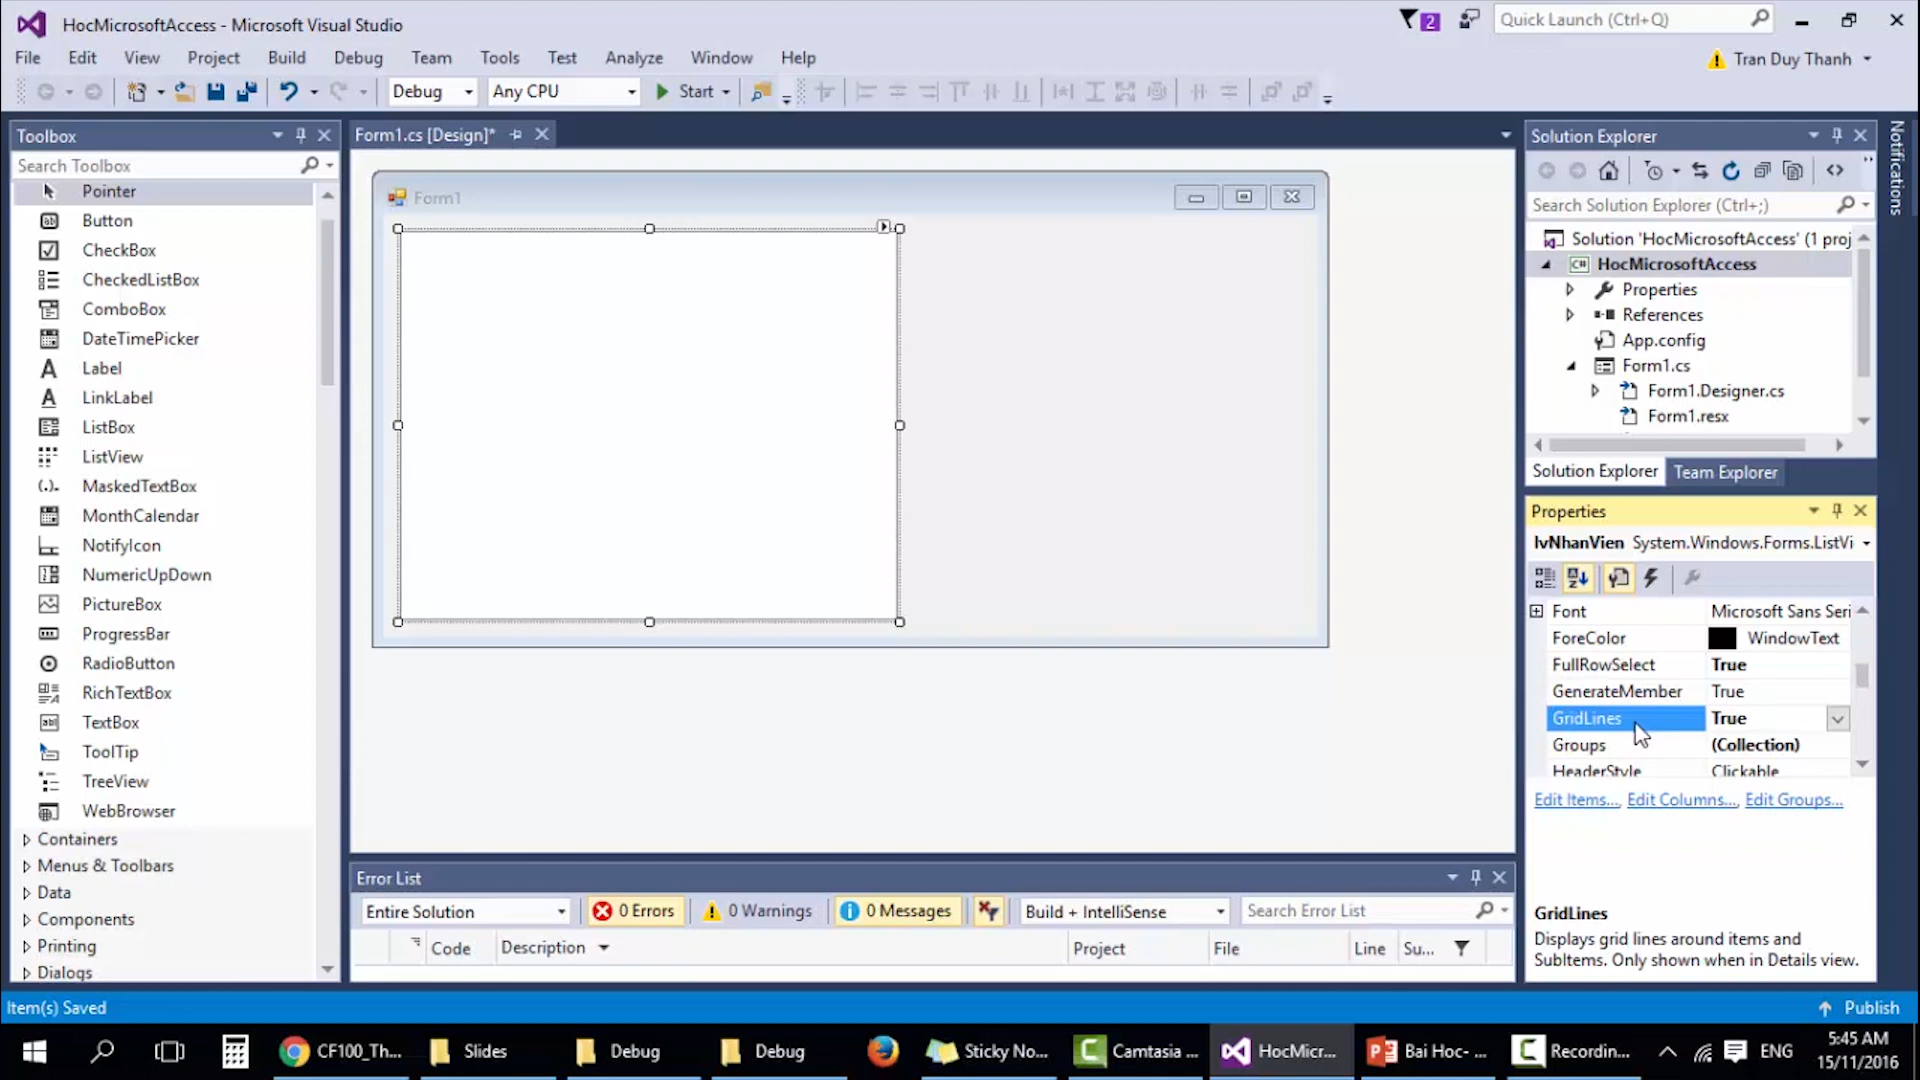 HocMicrosoftAccess - Microsoft Visual Studio
2
Quick Launch (Ctrl+Q)
File Edit View Project Build Debug Team Tools Test Analyze Window Help
Tran Duy Thanh
Debug Any CPU Start
Toolbox
Search Toolbox
Pointer
Button
CheckBox
CheckedListBox
ComboBox
DateTimePicker
Label
LinkLabel
ListBox
ListView
MaskedTextBox
MonthCalendar
NotifyIcon
NumericUpDown
PictureBox
ProgressBar
RadioButton
RichTextBox
TextBox
ToolTip
TreeView
WebBrowser
Containers
Menus & Toolbars
Data
Components
Printing
Dialogs
Form1.cs [Design]*
Form1
Error List
Entire Solution 0 Errors 0 Warnings 0 Messages Build + IntelliSense Search Error List
Code Description Project File Line Su...
Solution Explorer
Search Solution Explorer (Ctrl+;)
Solution 'HocMicrosoftAccess' (1 proj
HocMicrosoftAccess
Properties
References
App.config
Form1.cs
Form1.Designer.cs
Form1.resx
Solution Explorer Team Explorer
Properties
lvNhanVien System.Windows.Forms.ListVi
Font Microsoft Sans Seri
ForeColor WindowText
FullRowSelect True
GenerateMember True
GridLines True
Groups (Collection)
HeaderStyle Clickable
Edit Items..., Edit Columns..., Edit Groups...
GridLines
Displays grid lines around items and
SubItems. Only shown when in Details view.
Notifications
Item(s) Saved
Publish
CF100_Th... Slides Debug Debug Sticky No... Camtasia ... HocMicr... Bai Hoc- ... Recordin... ENG
5:45 AM
15/11/2016